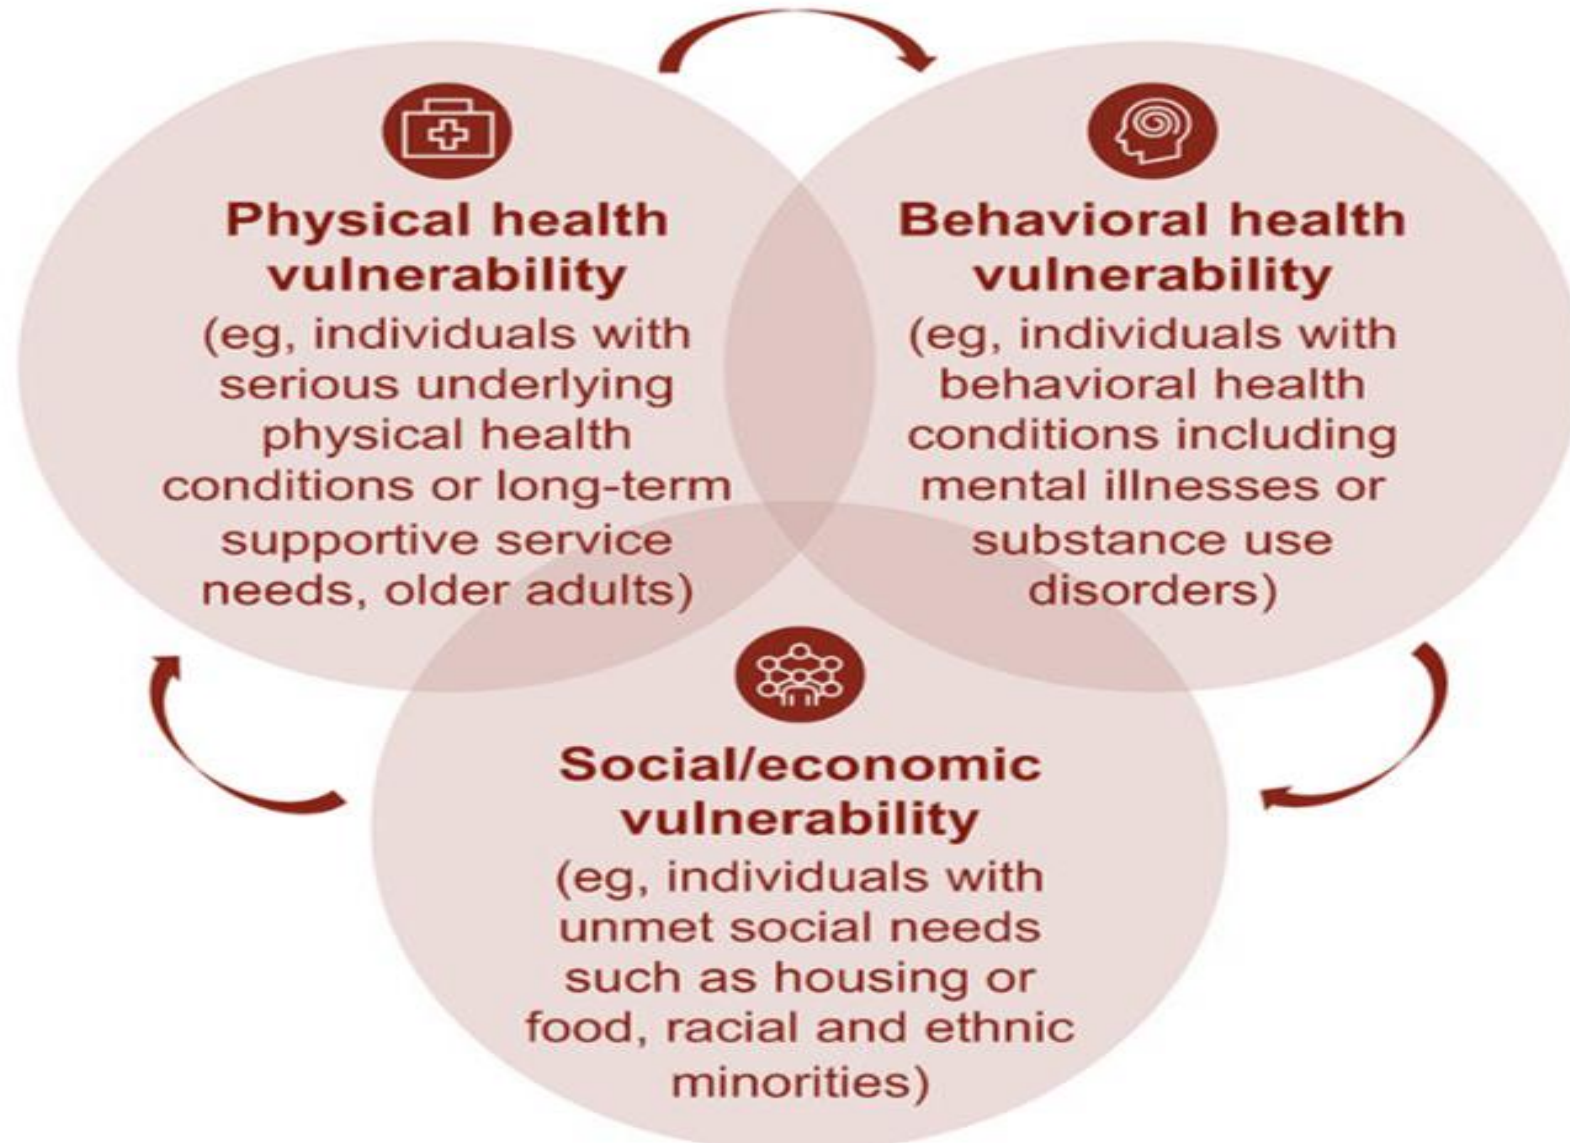 Physical health
vulnerability
(eg, individuals with
serious underlying
physical health
conditions or long-term
supportive service
needs, older adults)
Behavioral health
vulnerability
(eg, individuals with
behavioral health
conditions including
mental illnesses or
substance use
disorders)
Social/economic
vulnerability
(eg, individuals with
unmet social needs
such as housing or
food, racial and ethnic
minorities)